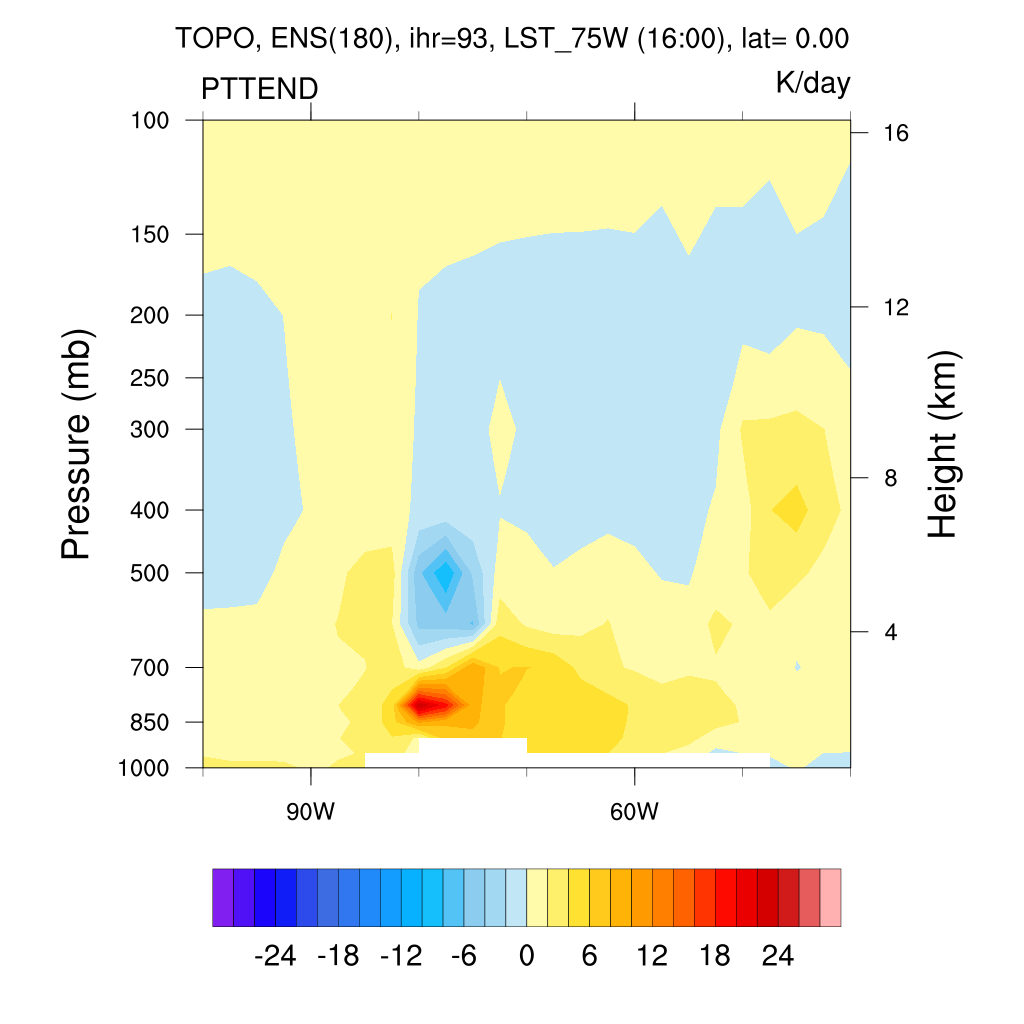 TOPO, ENS(180), ihr=93, LST_75W (16:00), lat= 0.00
PTTEND
K/day
100
150
200
250
300
400
500
700
850
1000
Pressure (mb)
16
12
8
4
Height (km)
90W
60W
-24 -18 -12 -6 0 6 12 18 24